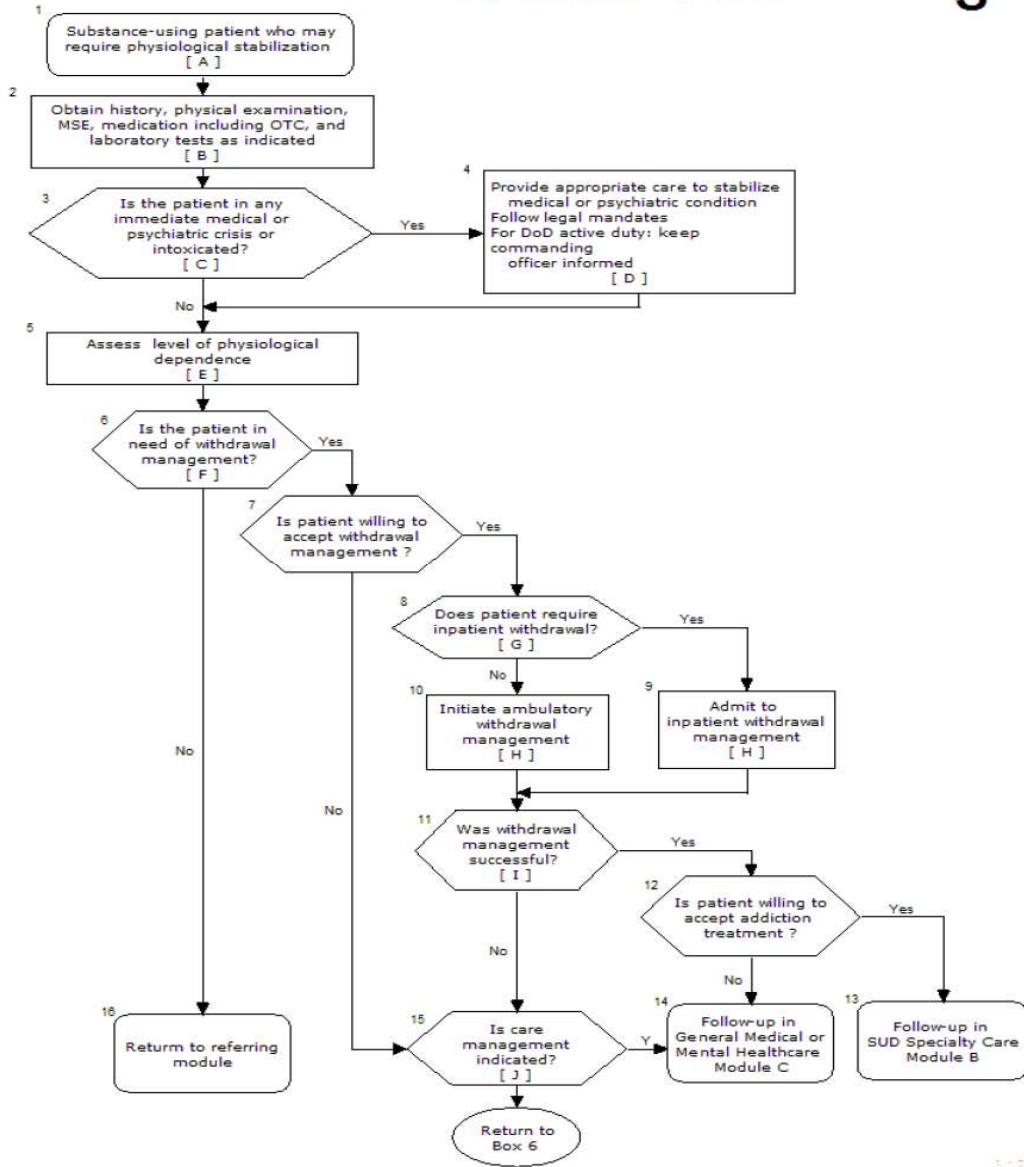 1
Substance-using patient who may
require physiological stabilization
[ A ]
2
Obtain history, physical examination,
MSE, medication including OTC, and
laboratory tests as indicated
[ B ]
3
Is the patient in any
immediate medical or
psychiatric crisis or
intoxicated?
[ C ]
Yes
4
Provide appropriate care to stabilize
medical or psychiatric condition
Follow legal mandates
For DoD active duty: keep
commanding
officer informed
[ D ]
No
5
Assess level of physiological
dependence
[ E ]
6
Is the patient in
need of withdrawal
management?
[ F ]
Yes
7
Is patient willing to
accept withdrawal
management ?
Yes
8
Does patient require
inpatient withdrawal?
[ G ]
Yes
No
10
Initiate ambulatory
withdrawal
management
[ H ]
9
Admit to
inpatient withdrawal
management
[ H ]
No
No
11
Was withdrawal
management
successful?
[ I ]
Yes
12
Is patient willing to
accept addiction
treatment ?
Yes
No
No
16
Return to referring
module
15
Is care
management
indicated?
[ J ]
Y
14
Follow-up in
General Medical or
Mental Healthcare
Module C
13
Follow-up in
SUD Specialty Care
Module B
Return to
Box 6